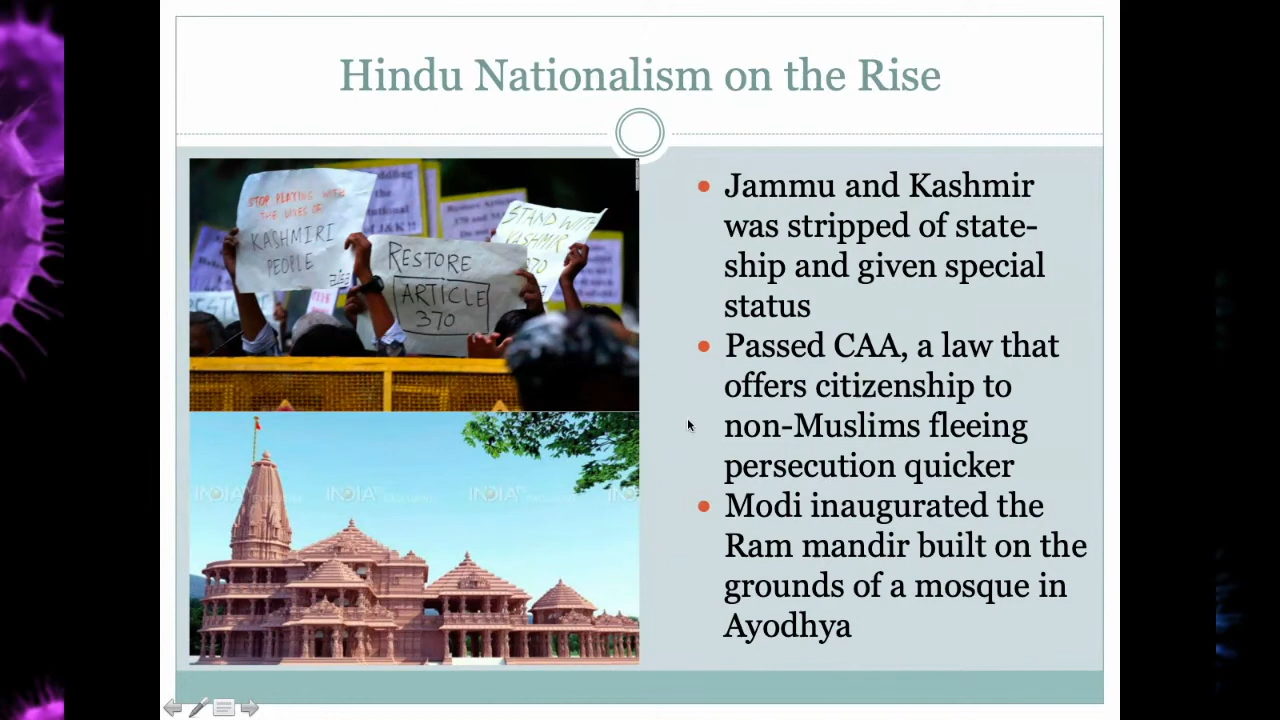 Hindu Nationalism on the Rise
STOP PLAYING WITH
THE LIVES OF
KASHMIRI
PEOPLE
RESTORE
ARTICLE
370
STAND WITH
KASHMIR
370
• Jammu and Kashmir
was stripped of state-
ship and given special
status
• Passed CAA, a law that
offers citizenship to
non-Muslims fleeing
persecution quicker
• Modi inaugurated the
Ram mandir built on the
grounds of a mosque in
Ayodhya
INDIA
INDIA
INDIA